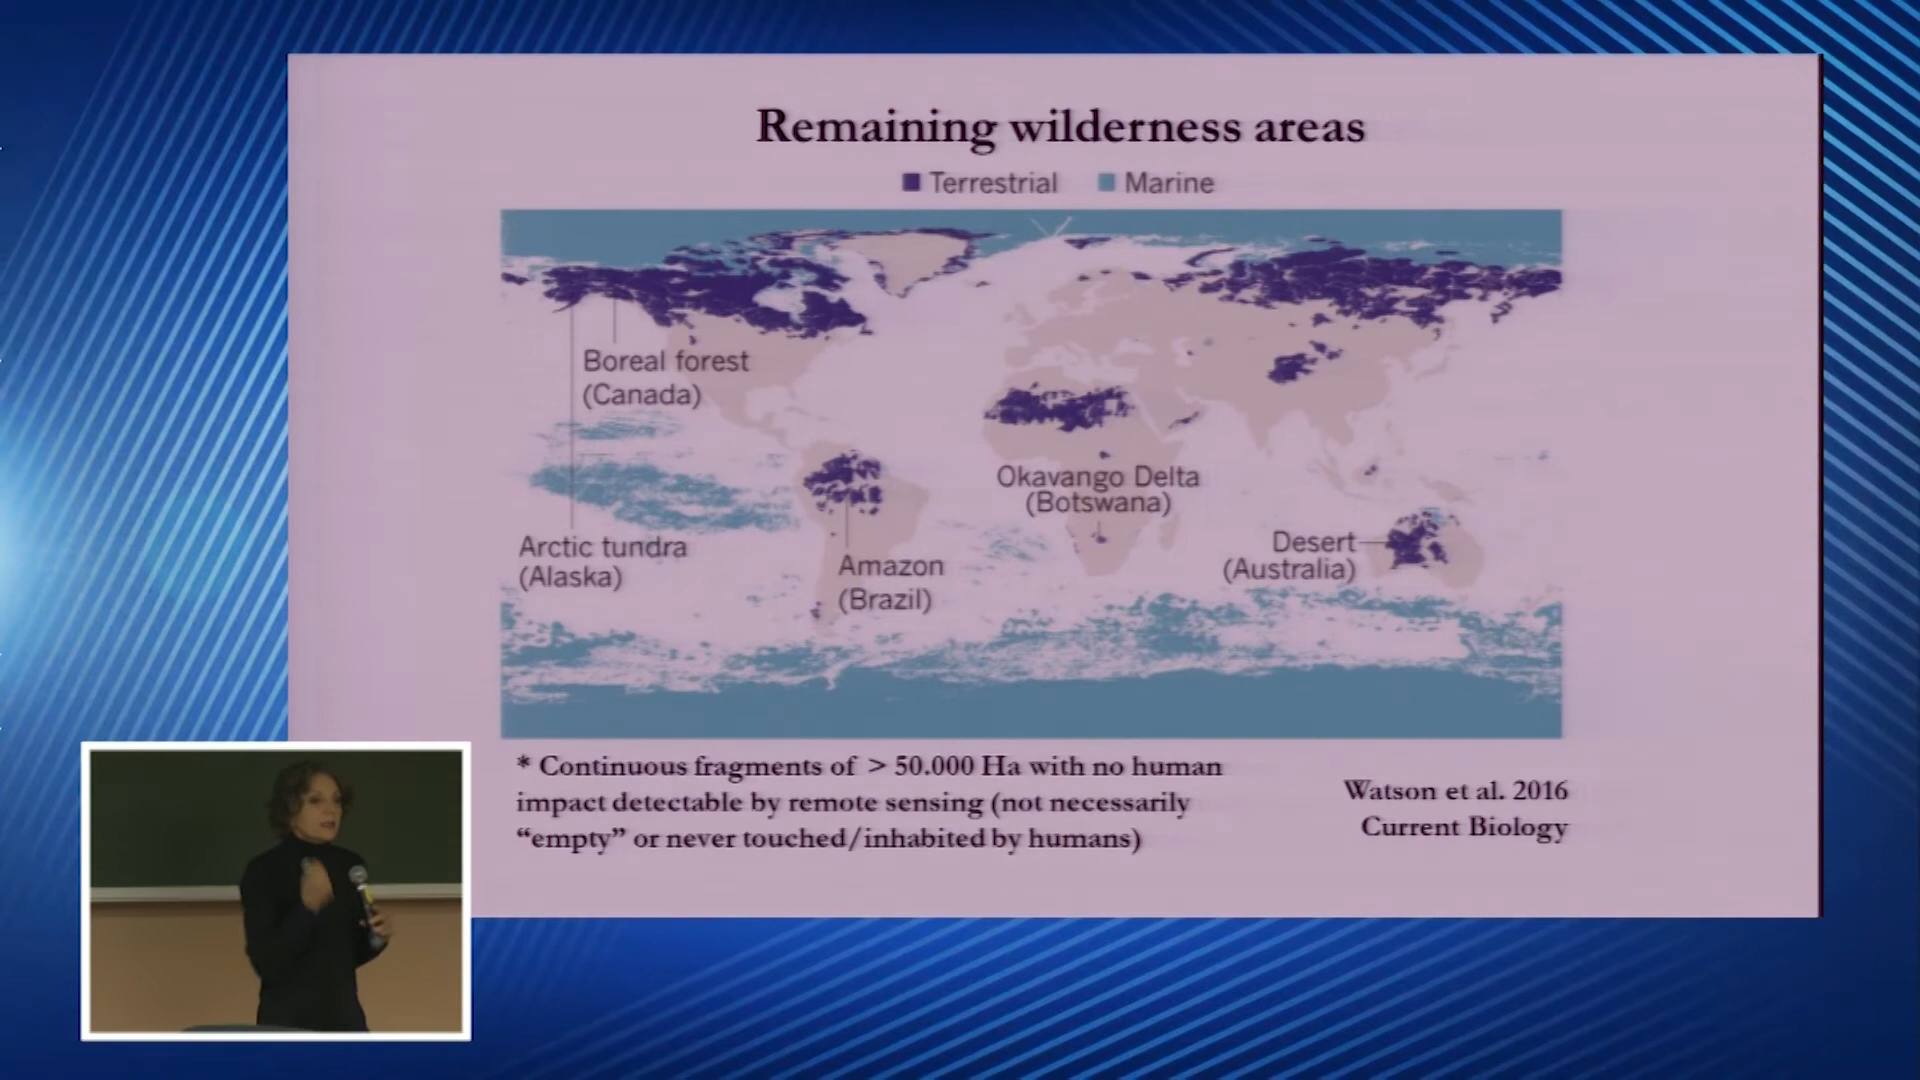 Remaining wilderness areas
Terrestrial Marine
Boreal forest
(Canada)
Okavango Delta
(Botswana)
Arctic tundra
(Alaska)
Amazon
(Brazil)
Desert
(Australia)
* Continuous fragments of > 50.000 Ha with no human
impact detectable by remote sensing (not necessarily
“empty” or never touched/inhabited by humans)
Watson et al. 2016
Current Biology